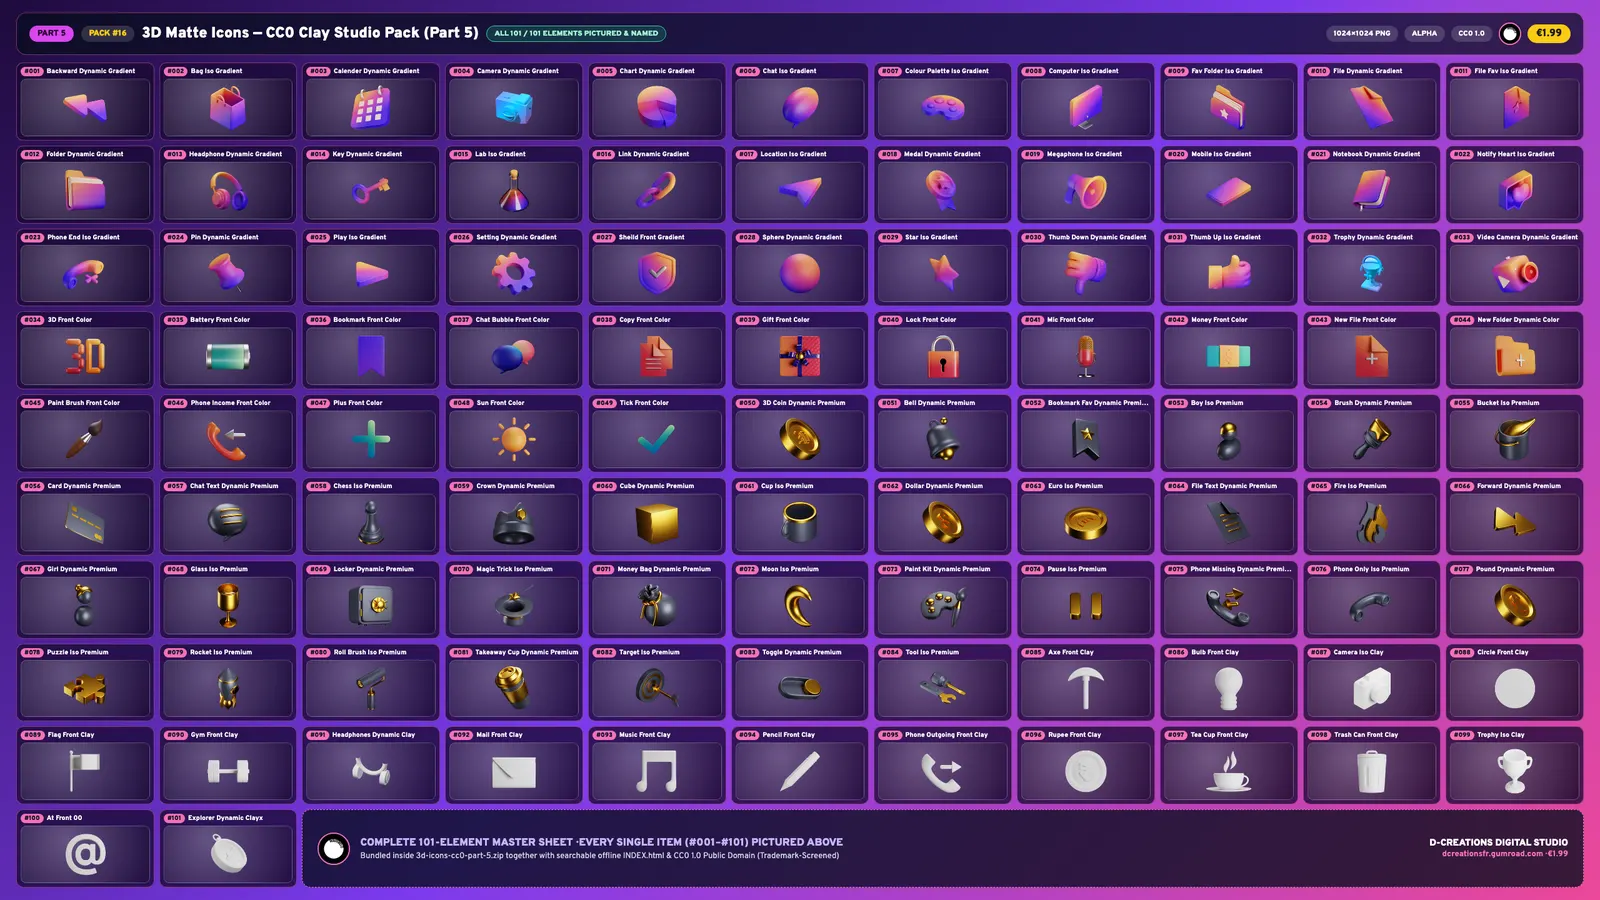 PART 5 PACK #16 3D Matte Icons – CC0 Clay Studio Pack (Part 5) ALL 101 / 101 ELEMENTS PICTURED & NAMED 1024×1024 PNG ALPHA CC0 1.0 €1.99
#001 Backward Dynamic Gradient
#002 Bag Iso Gradient
#003 Calender Dynamic Gradient
#004 Camera Dynamic Gradient
#005 Chart Dynamic Gradient
#006 Chat Iso Gradient
#007 Colour Palette Iso Gradient
#008 Computer Iso Gradient
#009 Fav Folder Iso Gradient
#010 File Dynamic Gradient
#011 File Fav Iso Gradient
#012 Folder Dynamic Gradient
#013 Headphone Dynamic Gradient
#014 Key Dynamic Gradient
#015 Lab Iso Gradient
#016 Link Dynamic Gradient
#017 Location Iso Gradient
#018 Medal Dynamic Gradient
#019 Megaphone Iso Gradient
#020 Mobile Iso Gradient
#021 Notebook Dynamic Gradient
#022 Notify Heart Iso Gradient
#023 Phone End Iso Gradient
#024 Pin Dynamic Gradient
#025 Play Iso Gradient
#026 Setting Dynamic Gradient
#027 Sheild Front Gradient
#028 Sphere Dynamic Gradient
#029 Star Iso Gradient
#030 Thumb Down Dynamic Gradient
#031 Thumb Up Iso Gradient
#032 Trophy Dynamic Gradient
#033 Video Camera Dynamic Gradient
#034 3D Front Color
3D
#035 Battery Front Color
#036 Bookmark Front Color
#037 Chat Bubble Front Color
#038 Copy Front Color
#039 Gift Front Color
#040 Lock Front Color
#041 Mic Front Color
#042 Money Front Color
#043 New File Front Color
#044 New Folder Dynamic Color
#045 Paint Brush Front Color
#046 Phone Income Front Color
#047 Plus Front Color
#048 Sun Front Color
#049 Tick Front Color
#050 3D Coin Dynamic Premium
#051 Bell Dynamic Premium
#052 Bookmark Fav Dynamic Premi...
#053 Boy Iso Premium
#054 Brush Dynamic Premium
#055 Bucket Iso Premium
#056 Card Dynamic Premium
#057 Chat Text Dynamic Premium
#058 Chess Iso Premium
#059 Crown Dynamic Premium
#060 Cube Dynamic Premium
#061 Cup Iso Premium
#062 Dollar Dynamic Premium
#063 Euro Iso Premium
#064 File Text Dynamic Premium
#065 Fire Iso Premium
#066 Forward Dynamic Premium
#067 Girl Dynamic Premium
#068 Glass Iso Premium
#069 Locker Dynamic Premium
#070 Magic Trick Iso Premium
#071 Money Bag Dynamic Premium
#072 Moon Iso Premium
#073 Paint Kit Dynamic Premium
#074 Pause Iso Premium
#075 Phone Missing Dynamic Premi...
#076 Phone Only Iso Premium
#077 Pound Dynamic Premium
#078 Puzzle Iso Premium
#079 Rocket Iso Premium
#080 Roll Brush Iso Premium
#081 Takeaway Cup Dynamic Premium
#082 Target Iso Premium
#083 Toggle Dynamic Premium
#084 Tool Iso Premium
#085 Axe Front Clay
#086 Bulb Front Clay
#087 Camera Iso Clay
#088 Circle Front Clay
#089 Flag Front Clay
#090 Gym Front Clay
#091 Headphones Dynamic Clay
#092 Mail Front Clay
#093 Music Front Clay
#094 Pencil Front Clay
#095 Phone Outgoing Front Clay
#096 Rupee Front Clay
#097 Tea Cup Front Clay
#098 Trash Can Front Clay
#099 Trophy Iso Clay
#100 At Front 00
@
#101 Explorer Dynamic Clayx
COMPLETE 101-ELEMENT MASTER SHEET · EVERY SINGLE ITEM (#001–#101) PICTURED ABOVE
Bundled inside 3d-icons-cc0-part-5.zip together with searchable offline INDEX.html & CC0 1.0 Public Domain (Trademark-Screened)
D-CREATIONS DIGITAL STUDIO
dcreationsfr.gumroad.com · €1.99